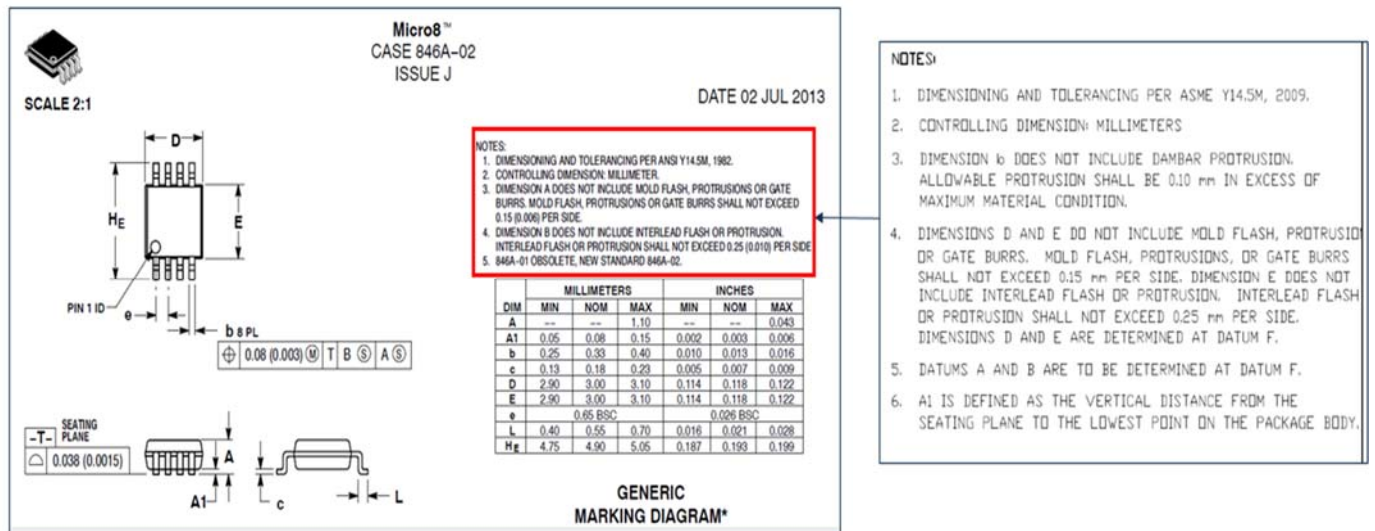 Micro8™
CASE 846A–02
ISSUE J
SCALE 2:1
DATE 02 JUL 2013
D
HE
E
PIN 1 ID
e
b 8 PL
⌖ 0.08 (0.003) Ⓜ T B Ⓢ A Ⓢ
NOTES:
1. DIMENSIONING AND TOLERANCING PER ANSI Y14.5M, 1982.
2. CONTROLLING DIMENSION: MILLIMETER.
3. DIMENSION A DOES NOT INCLUDE MOLD FLASH, PROTRUSIONS OR GATE
BURRS. MOLD FLASH, PROTRUSIONS OR GATE BURRS SHALL NOT EXCEED
0.15 (0.006) PER SIDE.
4. DIMENSION B DOES NOT INCLUDE INTERLEAD FLASH OR PROTRUSION.
INTERLEAD FLASH OR PROTRUSION SHALL NOT EXCEED 0.25 (0.010) PER SIDE
5. 846A–01 OBSOLETE, NEW STANDARD 846A–02.
MILLIMETERS INCHES
DIM MIN NOM MAX MIN NOM MAX
A -- -- 1.10 -- -- 0.043
A1 0.05 0.08 0.15 0.002 0.003 0.006
b 0.25 0.33 0.40 0.010 0.013 0.016
c 0.13 0.18 0.23 0.005 0.007 0.009
D 2.90 3.00 3.10 0.114 0.118 0.122
E 2.90 3.00 3.10 0.114 0.118 0.122
e 0.65 BSC 0.026 BSC
L 0.40 0.55 0.70 0.016 0.021 0.028
HE 4.75 4.90 5.05 0.187 0.193 0.199
–T– SEATING
PLANE
0.038 (0.0015)
A
A1
c
L
GENERIC
MARKING DIAGRAM*
NOTES:
1. DIMENSIONING AND TOLERANCING PER ASME Y14.5M, 2009.
2. CONTROLLING DIMENSION: MILLIMETERS
3. DIMENSION b DOES NOT INCLUDE DAMBAR PROTRUSION.
ALLOWABLE PROTRUSION SHALL BE 0.10 mm IN EXCESS OF
MAXIMUM MATERIAL CONDITION.
4. DIMENSIONS D AND E DO NOT INCLUDE MOLD FLASH, PROTRUSIO
OR GATE BURRS. MOLD FLASH, PROTRUSIONS, OR GATE BURRS
SHALL NOT EXCEED 0.15 mm PER SIDE. DIMENSION E DOES NOT
INCLUDE INTERLEAD FLASH OR PROTRUSION. INTERLEAD FLASH
OR PROTRUSION SHALL NOT EXCEED 0.25 mm PER SIDE.
DIMENSIONS D AND E ARE DETERMINED AT DATUM F.
5. DATUMS A AND B ARE TO BE DETERMINED AT DATUM F.
6. A1 IS DEFINED AS THE VERTICAL DISTANCE FROM THE
SEATING PLANE TO THE LOWEST POINT ON THE PACKAGE BODY.